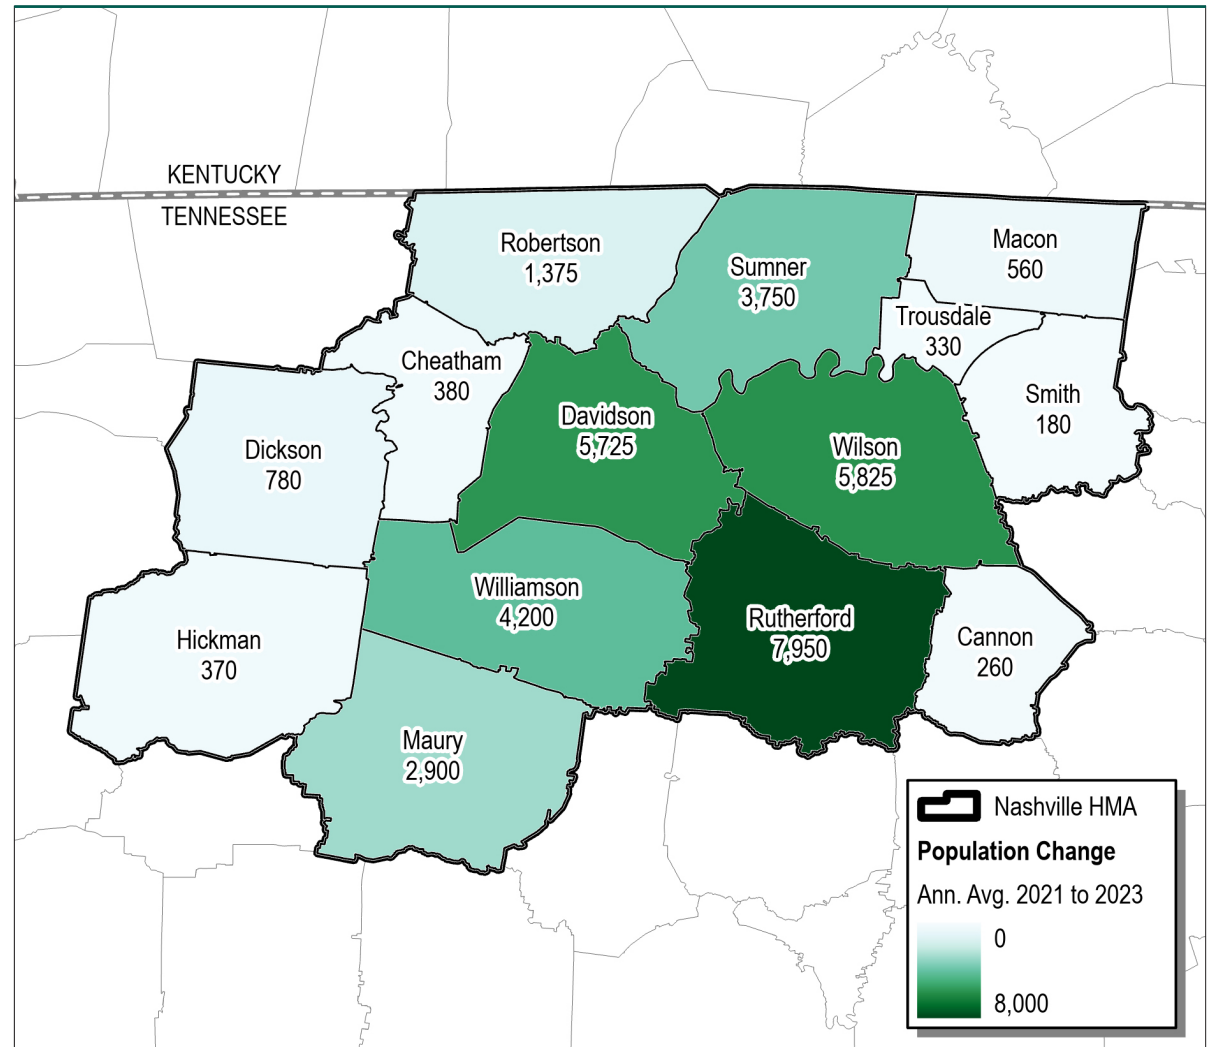 KENTUCKY
TENNESSEE
Robertson
1,375
Sumner
3,750
Macon
560
Trousdale
330
Cheatham
380
Smith
180
Davidson
5,725
Wilson
5,825
Dickson
780
Williamson
4,200
Rutherford
7,950
Hickman
370
Cannon
260
Maury
2,900
Nashville HMA
Population Change
Ann. Avg. 2021 to 2023
0
8,000